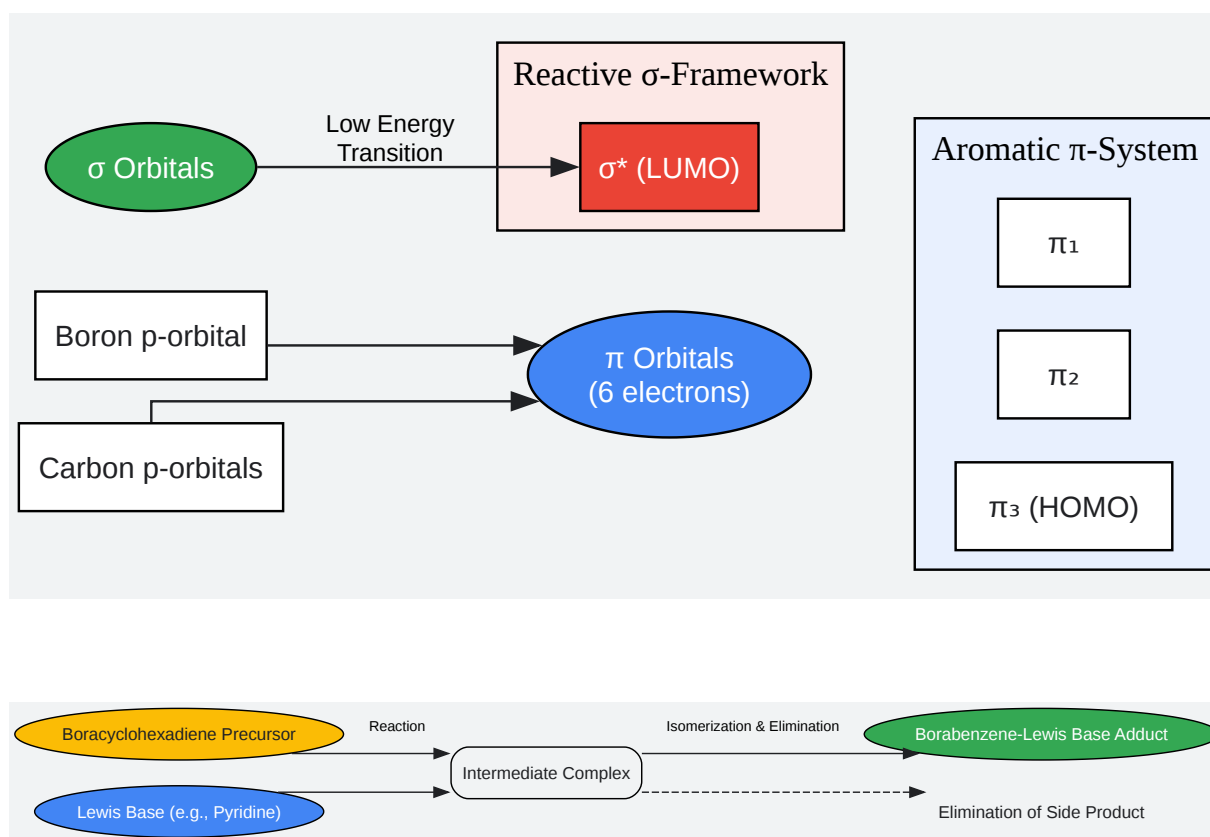 Reactive σ-Framework
Low Energy
Transition
σ Orbitals
σ* (LUMO)
Aromatic π-System
π₁
Boron p-orbital
π Orbitals
(6 electrons)
π₂
Carbon p-orbitals
π₃ (HOMO)
Boracyclohexadiene Precursor
Reaction
Isomerization & Elimination
Borabenzene-Lewis Base Adduct
Intermediate Complex
Lewis Base (e.g., Pyridine)
Elimination of Side Product